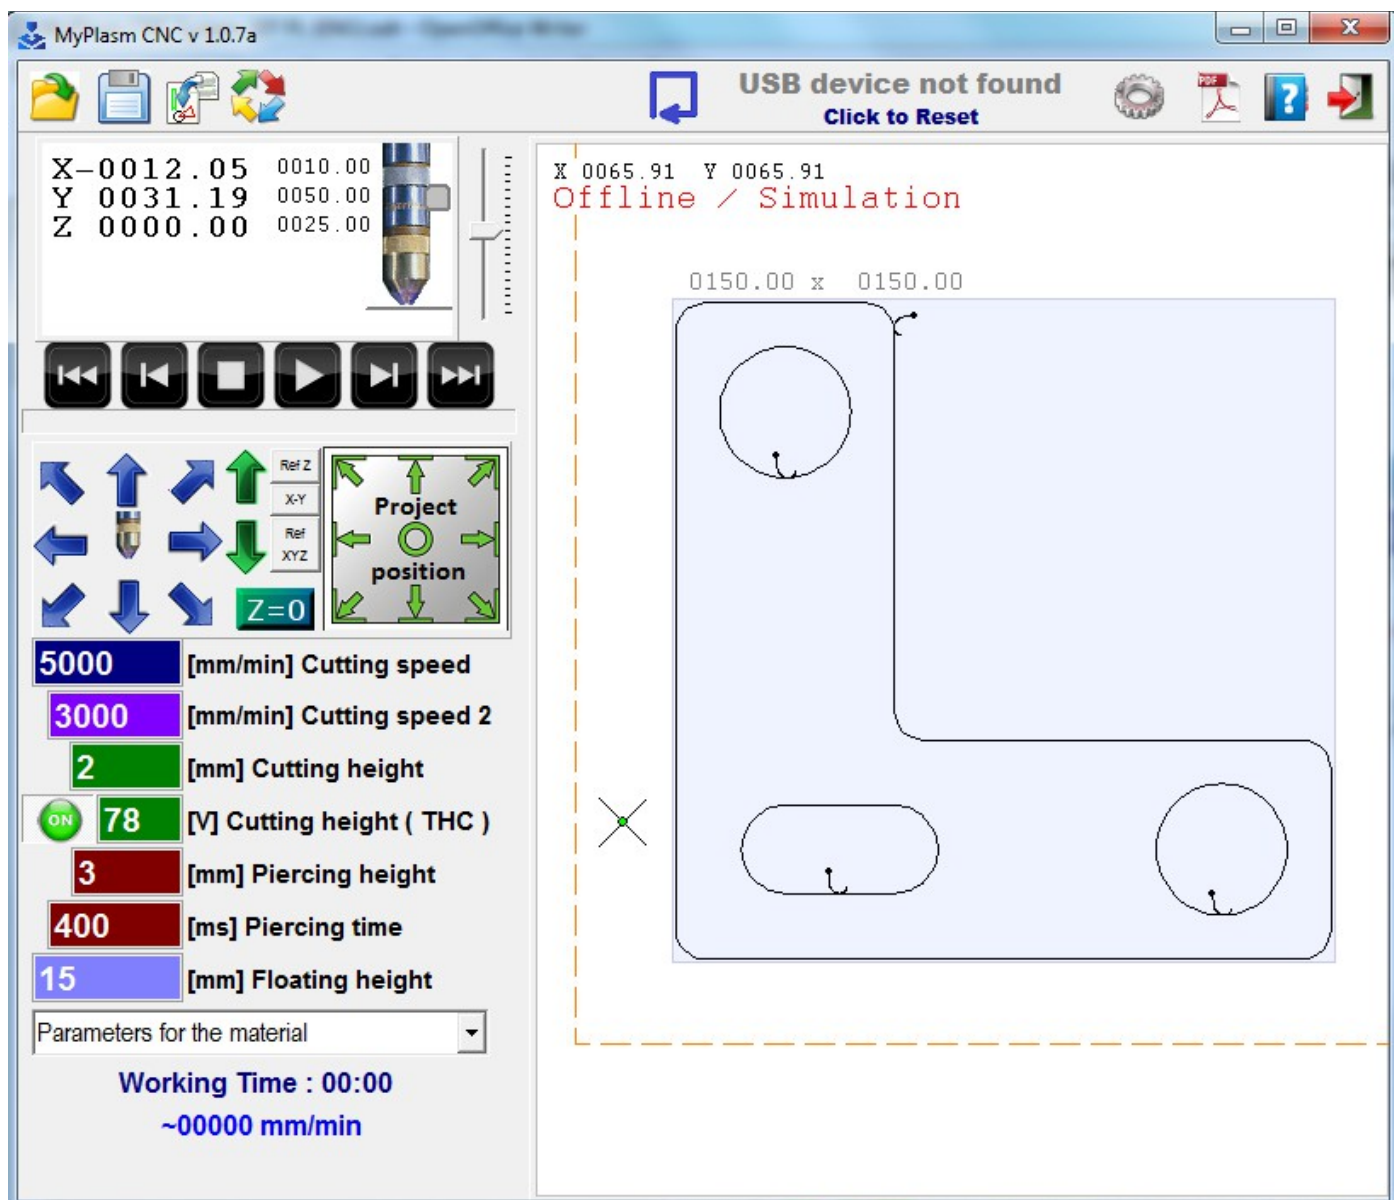 MyPlasm CNC v 1.0.7a
USB device not found
Click to Reset
PDF
?
X-0012.05 0010.00
Y 0031.19 0050.00
Z 0000.00 0025.00
X 0065.91 Y 0065.91
Offline / Simulation
0150.00 x 0150.00
Ref Z
X-Y
Ref
XYZ
Z=0
Project
position
5000 [mm/min] Cutting speed
3000 [mm/min] Cutting speed 2
2 [mm] Cutting height
ON 78 [V] Cutting height ( THC )
3 [mm] Piercing height
400 [ms] Piercing time
15 [mm] Floating height
Parameters for the material
Working Time : 00:00
~00000 mm/min